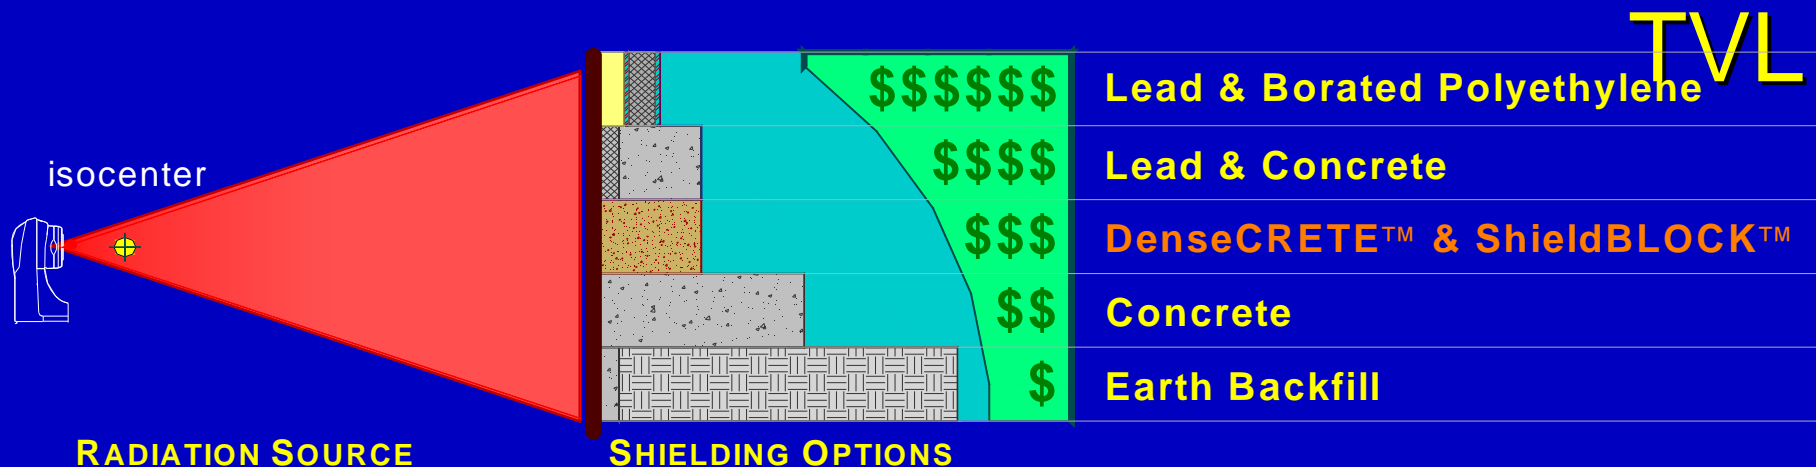 TVL
isocenter
$$$$$$ Lead & Borated Polyethylene
$$$$ Lead & Concrete
$$$ DenseCRETE™ & ShieldBLOCK™
$$ Concrete
$ Earth Backfill
RADIATION SOURCE
SHIELDING OPTIONS